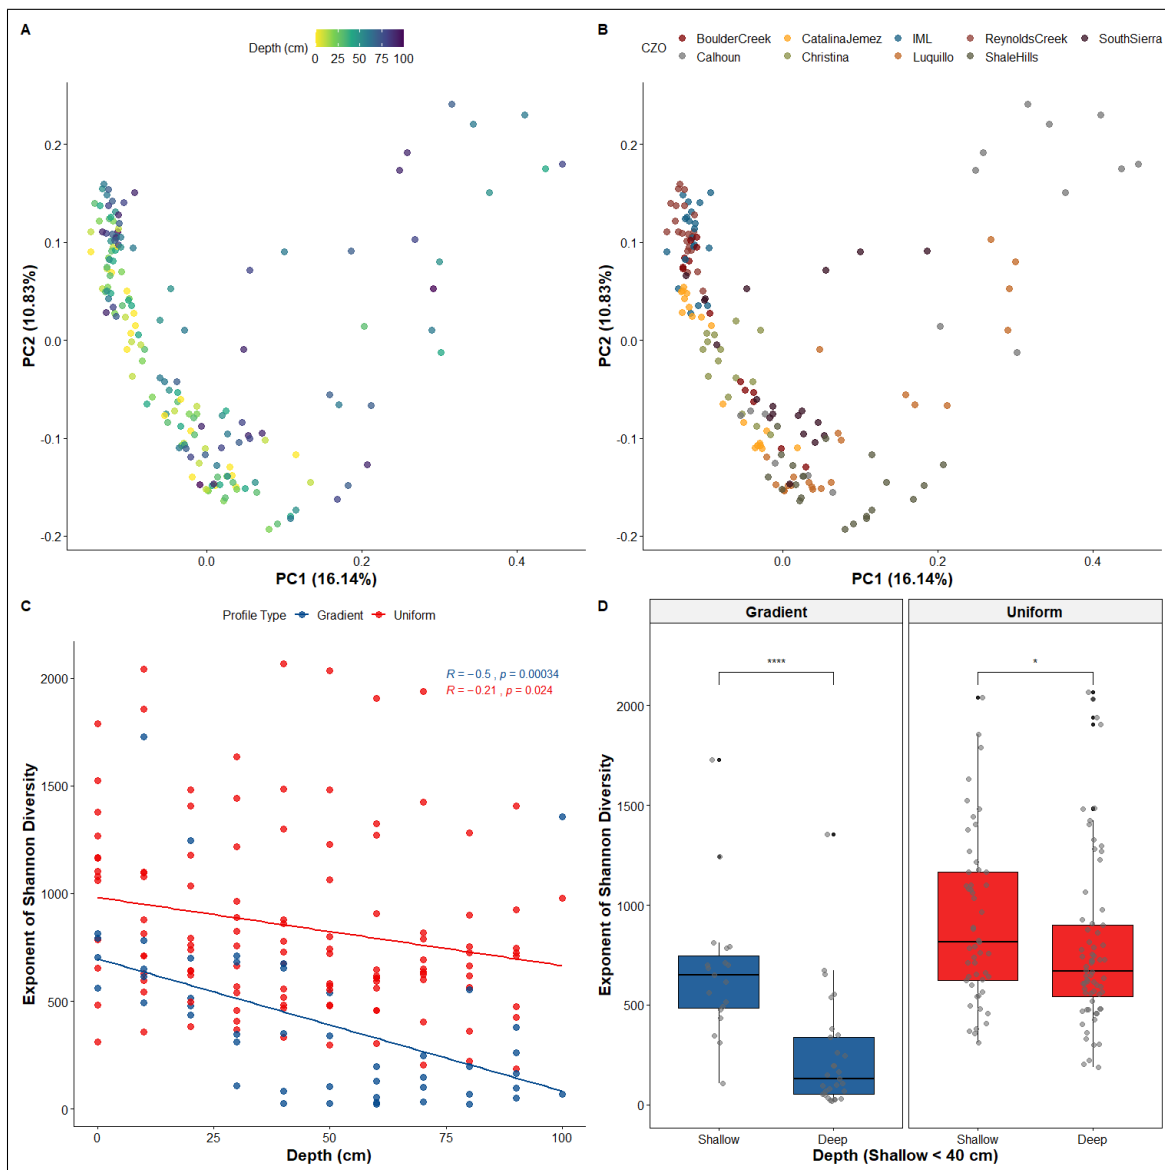 A
Depth (cm)
0 25 50 75 100
PC2 (10.83%)
0.2
0.1
0.0
-0.1
-0.2
0.0 0.2 0.4
PC1 (16.14%)
B
CZO
BoulderCreek CatalinaJemez IML ReynoldsCreek SouthSierra
Calhoun Christina Luquillo ShaleHills
PC2 (10.83%)
0.2
0.1
0.0
-0.1
-0.2
0.0 0.2 0.4
PC1 (16.14%)
C
Profile Type Gradient Uniform
R = −0.5 , p = 0.00034
R = −0.21 , p = 0.024
Exponent of Shannon Diversity
2000
1500
1000
500
0
0 25 50 75 100
Depth (cm)
D
Gradient Uniform
**** *
Exponent of Shannon Diversity
2000
1500
1000
500
0
Shallow Deep Shallow Deep
Depth (Shallow < 40 cm)